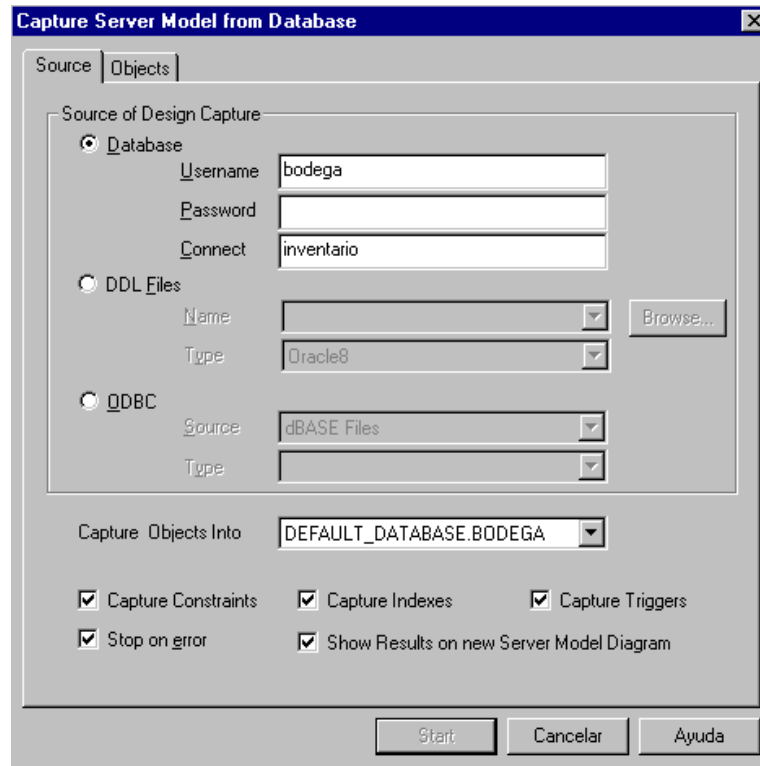 Capture Server Model from Database
Source Objects
Source of Design Capture
Database
Username bodega
Password
Connect inventario
DDL Files
Name Browse...
Type Oracle8
ODBC
Source dBASE Files
Type
Capture Objects Into DEFAULT_DATABASE.BODEGA
Capture Constraints Capture Indexes Capture Triggers
Stop on error Show Results on new Server Model Diagram
Start Cancelar Ayuda